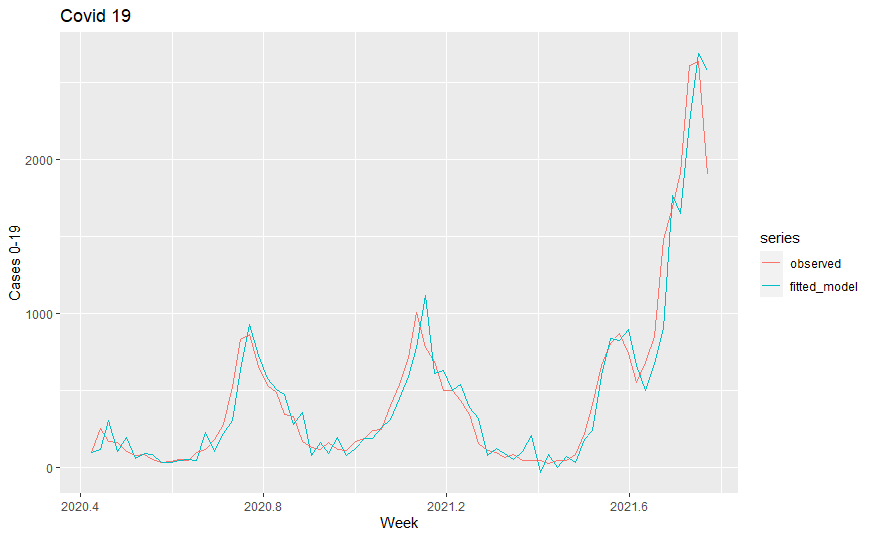 Covid 19
2000
1000
0
Cases 0-19
2020.4
2020.8
2021.2
2021.6
Week
series
observed
fitted_model